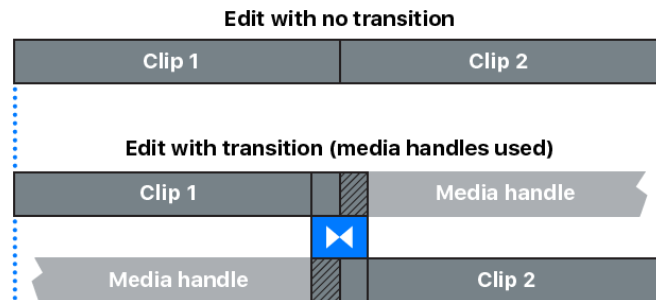 Edit with no transition
Clip 1 Clip 2
Edit with transition (media handles used)
Clip 1 Media handle
Media handle Clip 2